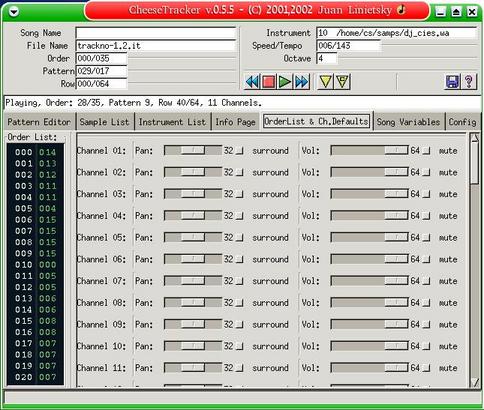 CheeseTracker v.0.5.5 - (C) 2001,2002 Juan Linietsky
Song Name
Instrument 10 /home/cs/samps/dj_cies.wa
File Name trackno-1.2.it
Speed/Tempo 006/143
Order 000/035
Octave 4
Pattern 029/017
Row 000/064
Playing, Order: 28/35, Pattern 9, Row 40/64, 11 Channels.
Pattern Editor Sample List Instrument List Info Page OrderList & Ch.Defaults Song Variables Config
Order List:
000 014
001 013
002 012
003 011
004 004
005 004
006 007
007 015
008 015
009 015
010 000
011 005
012 005
013 006
014 006
015 008
016 008
017 007
018 007
019 007
020 007
Channel 01: Pan: 32 surround Vol: 64 mute
Channel 02: Pan: 32 surround Vol: 64 mute
Channel 03: Pan: 32 surround Vol: 64 mute
Channel 04: Pan: 32 surround Vol: 64 mute
Channel 05: Pan: 32 surround Vol: 64 mute
Channel 06: Pan: 32 surround Vol: 64 mute
Channel 07: Pan: 32 surround Vol: 64 mute
Channel 08: Pan: 32 surround Vol: 64 mute
Channel 09: Pan: 32 surround Vol: 64 mute
Channel 10: Pan: 32 surround Vol: 64 mute
Channel 11: Pan: 32 surround Vol: 64 mute